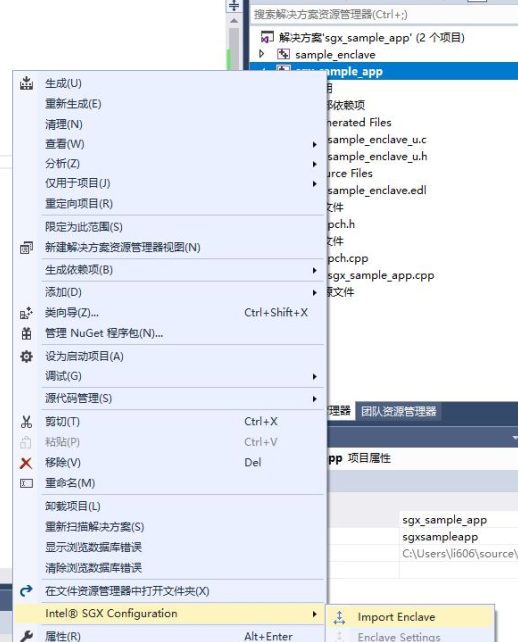 搜索解决方案资源管理器(Ctrl+;)
解决方案'sgx_sample_app' (2 个项目)
sample_enclave
sgx_sample_app
生成(U)
重新生成(E)
清理(N)
查看(W)
分析(Z)
仅用于项目(J)
重定向项目(R)
限定为此范围(S)
新建解决方案资源管理器视图(N)
生成依赖项(B)
添加(D)
类向导(Z)... Ctrl+Shift+X
管理 NuGet 程序包(N)...
设为启动项目(A)
调试(G)
源代码管理(S)
剪切(T) Ctrl+X
粘贴(P) Ctrl+V
移除(V) Del
重命名(M)
卸载项目(L)
重新扫描解决方案(S)
显示浏览数据库错误
清除浏览数据库错误
在文件资源管理器中打开文件夹(X)
Intel® SGX Configuration
属性(R) Alt+Enter
Import Enclave
Enclave Settings
用
部依赖项
nerated Files
sample_enclave_u.c
sample_enclave_u.h
urce Files
sample_enclave.edl
文件
pch.h
文件
pch.cpp
sgx_sample_app.cpp
源文件
管理器 团队资源管理器
pp 项目属性
sgx_sample_app
sgxsampleapp
C:\Users\li606\source\